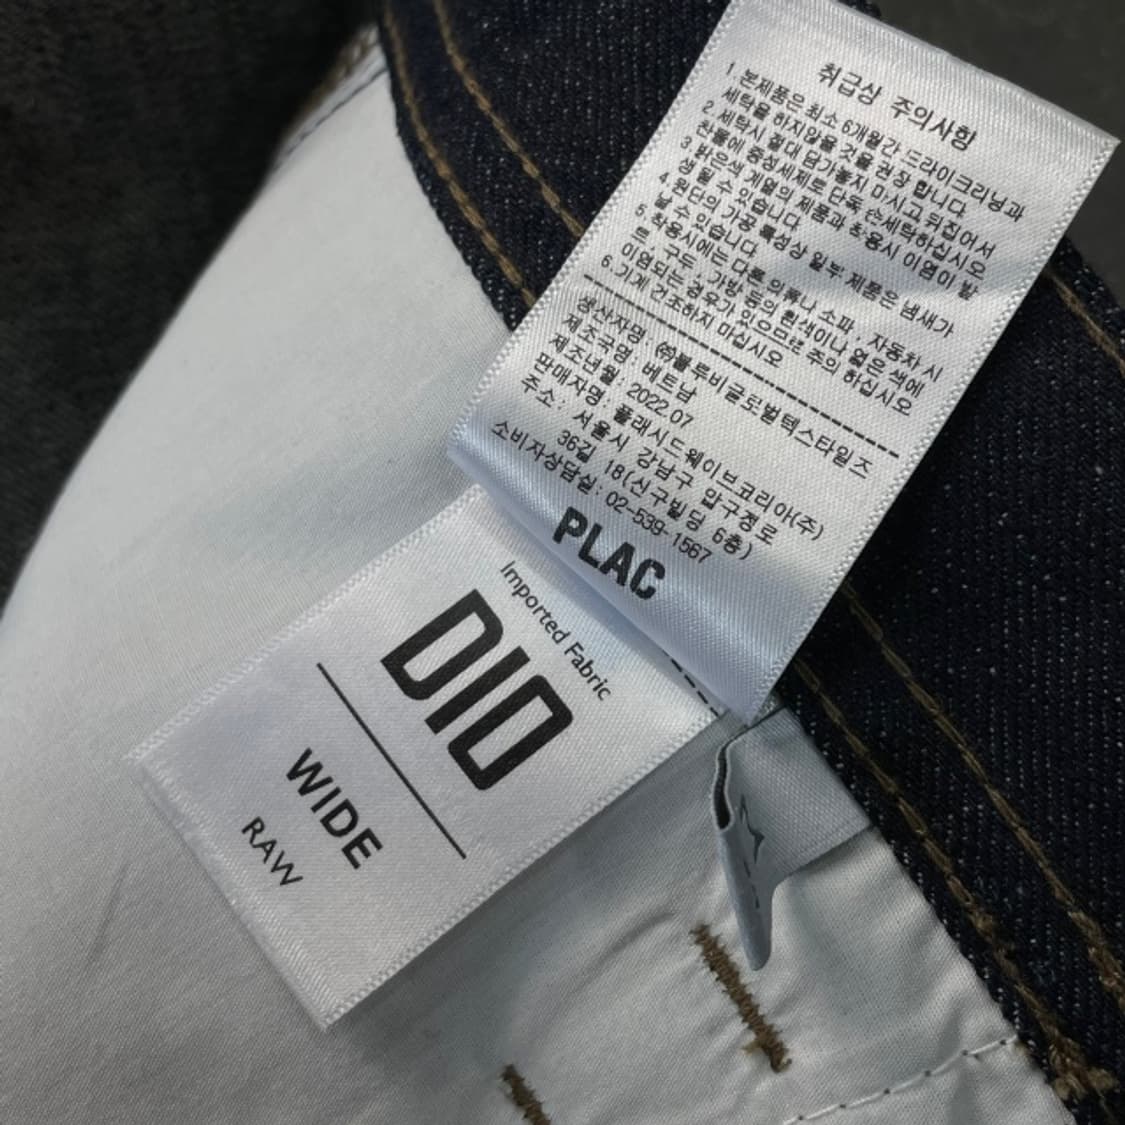 취급상 주의사항
1. 본제품은 최소 6개월간 드라이크리닝과
세탁을 하지않을 것을 권장 합니다.
2. 세탁시 절대 담가놓지 마시고 뒤집어서
찬물에 중성세제로 단독 손세탁하십시오
3. 밝은색 계열의 제품과 착용시 이염이 발
생될 수 있습니다.
4. 원단의 가공 특성상 일부 제품은 냄새가
날 수 있습니다.
5. 착용시에는 다른 의류나 소파, 자동차 시
트, 구두, 가방 등의 흰색이나 옅은 색에
이염되는 경우가 있으므로 주의 하십시오
6. 기계 건조하지 마십시오
생산자명 : ㈜블루비글로벌텍스타일즈
제조국명 : 베트남
제조년월 : 2022.07
판매자명 : 플래시드웨이브코리아(주)
주소 : 서울시 강남구 압구정로
36길 18(신구빌딩 6층)
소비자상담실: 02-539-1567
PLAC
Imported Fabric
DIO
WIDE
RAW